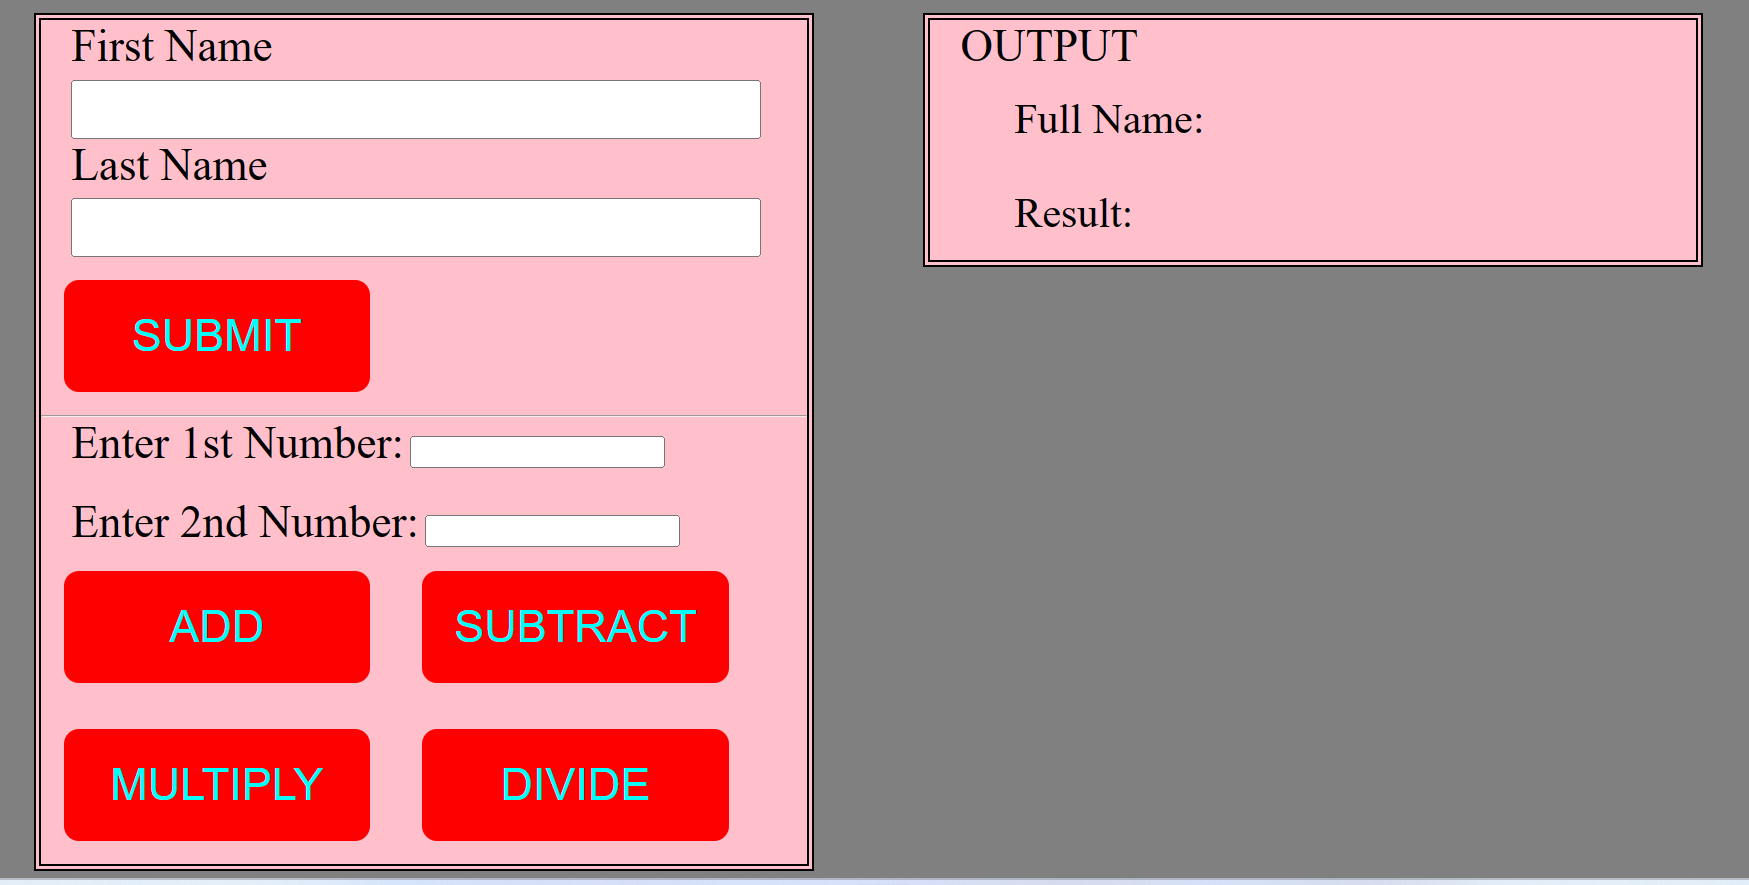 First Name
Last Name
SUBMIT
Enter 1st Number:
Enter 2nd Number:
ADD
SUBTRACT
MULTIPLY
DIVIDE
OUTPUT
Full Name:
Result: